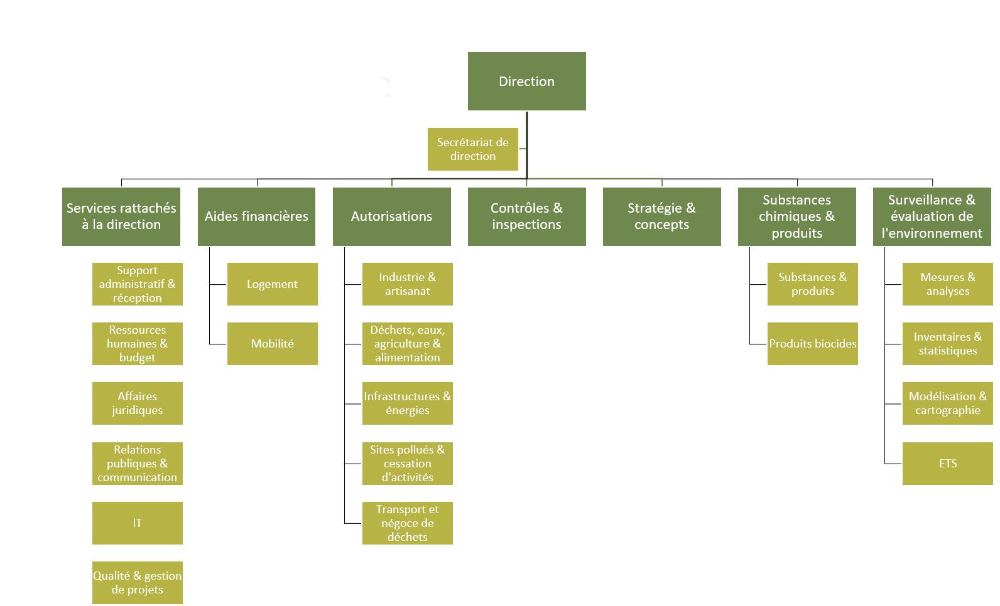 Direction
Secrétariat de
direction
Services rattachés
à la direction
Aides financières
Autorisations
Contrôles &
inspections
Stratégie &
concepts
Substances
chimiques &
produits
Surveillance &
évaluation de
l'environnement
Support
administratif &
réception
Ressources
humaines &
budget
Affaires
juridiques
Relations
publiques &
communication
IT
Qualité & gestion
de projets
Logement
Mobilité
Industrie &
artisanat
Déchets, eaux,
agriculture &
alimentation
Infrastructures &
énergies
Sites pollués &
cessation
d'activités
Transport et
négoce de
déchets
Substances &
produits
Produits biocides
Mesures &
analyses
Inventaires &
statistiques
Modélisation &
cartographie
ETS